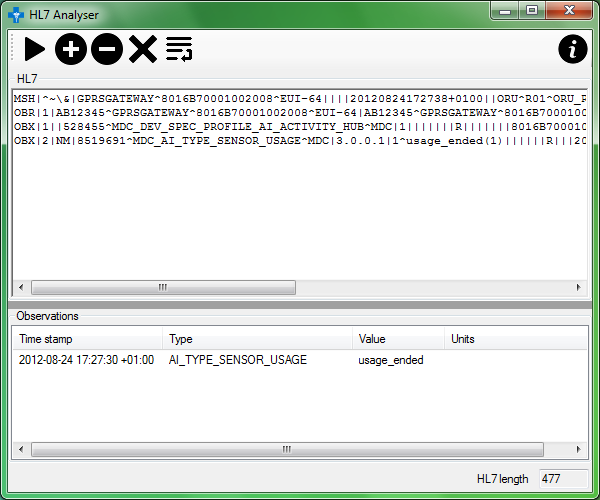 HL7 Analyser
HL7
MSH|^~\&|GPRSGATEWAY^8016B70001002008^EUI-64||||20120824172738+0100||ORU^R01^ORU_R
OBR|1|AB12345^GPRSGATEWAY^8016B70001002008^EUI-64|AB12345^GPRSGATEWAY^8016B7000100
OBX|1||528455^MDC_DEV_SPEC_PROFILE_AI_ACTIVITY_HUB^MDC|1|||||||R|||||||8016B700010
OBX|2|NM|8519691^MDC_AI_TYPE_SENSOR_USAGE^MDC|3.0.0.1|1^usage_ended(1)||||||R|||20
Observations
Time stamp Type Value Units
2012-08-24 17:27:30 +01:00 AI_TYPE_SENSOR_USAGE usage_ended
HL7 length 477